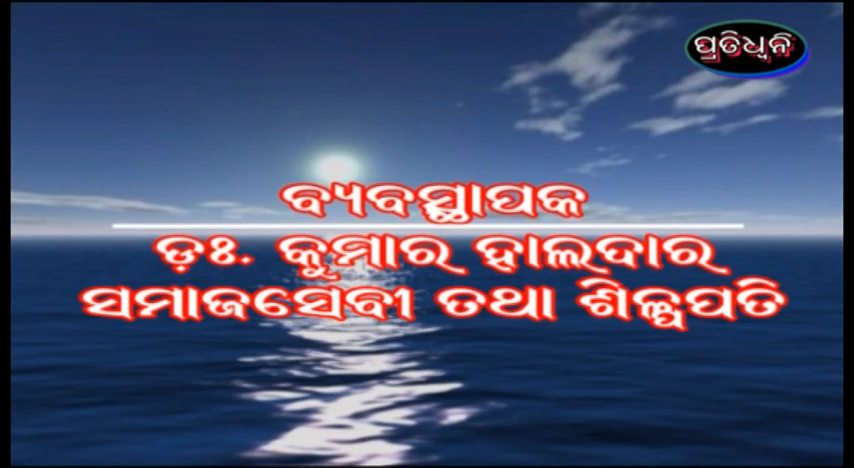 ପ୍ରତିଧ୍ୱନି
ବ୍ୟବସ୍ଥାପକ
ଡ଼ଃ. କୁମାର ହାଲଦାର
ସମାଜସେବୀ ତଥା ଶିଳ୍ପପତି